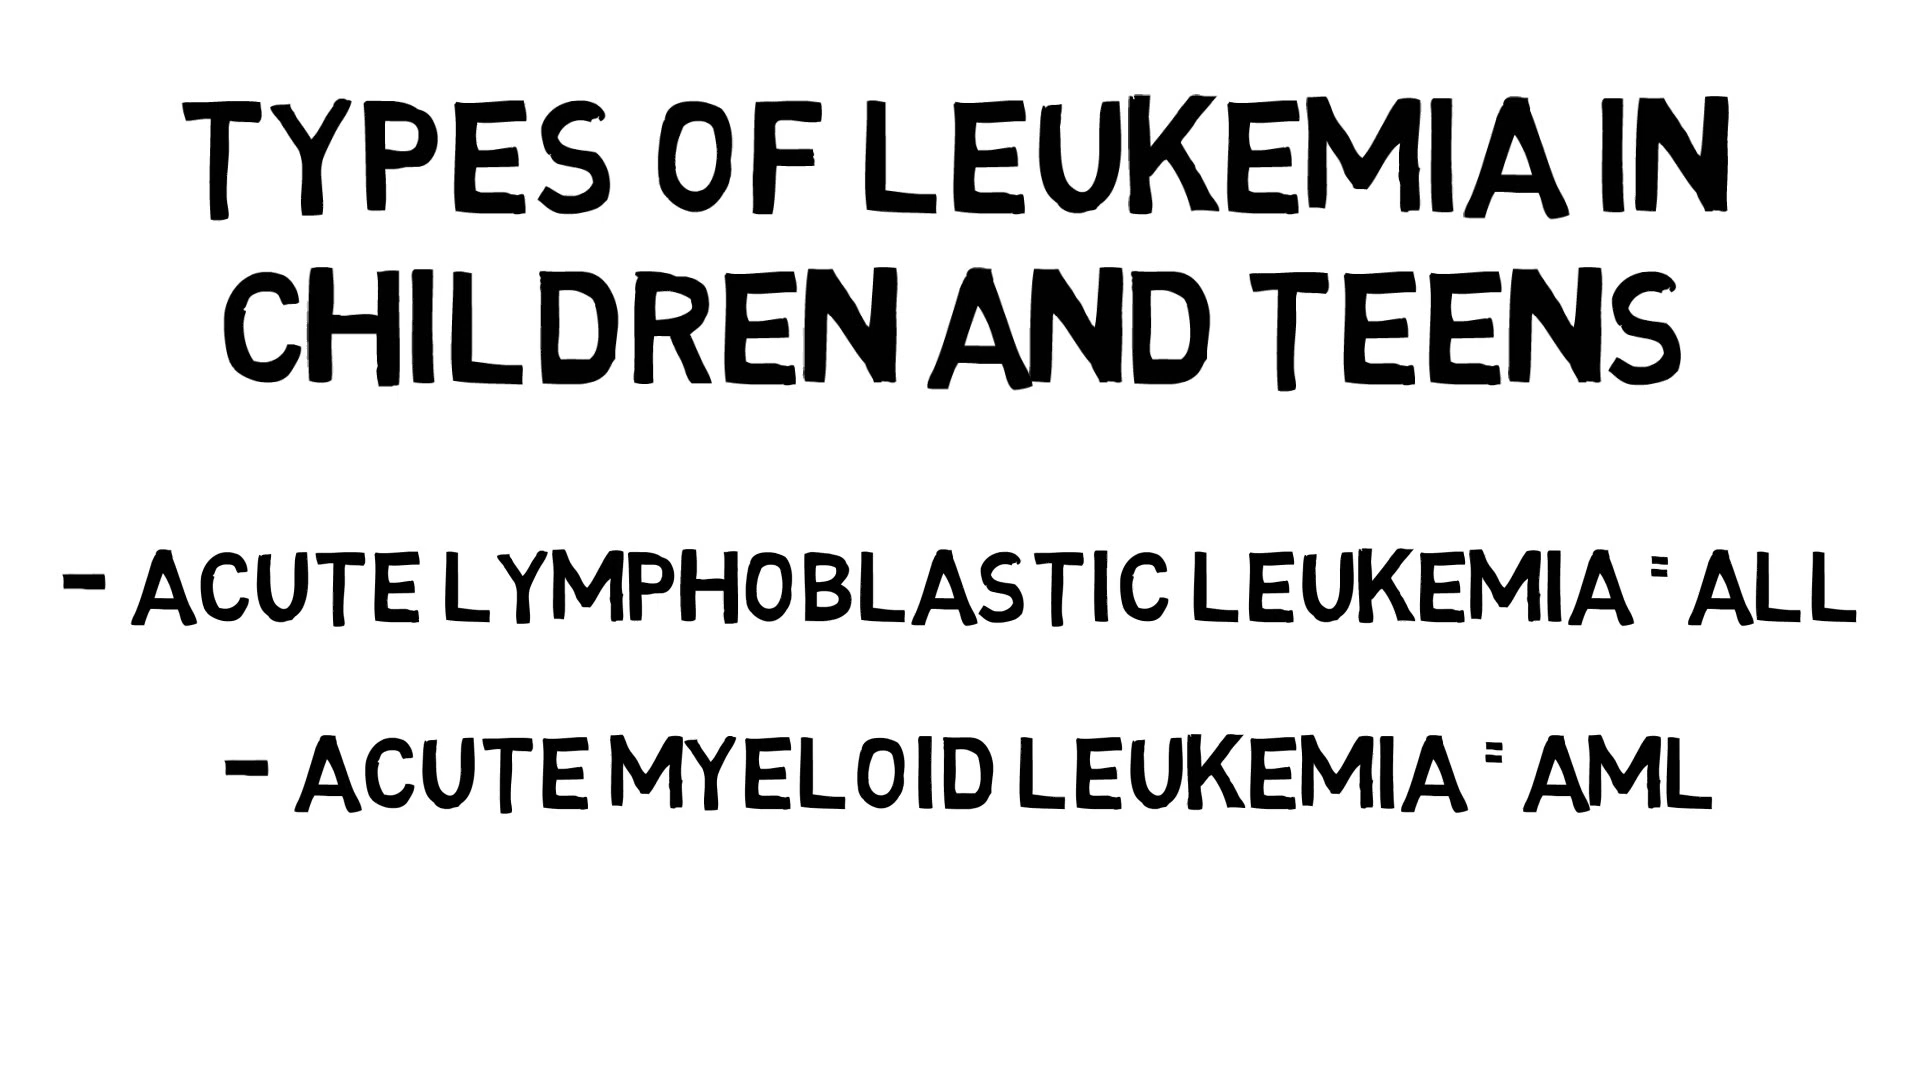 TYPES OF LEUKEMIA IN
CHILDREN AND TEENS
- ACUTE LYMPHOBLASTIC LEUKEMIA = ALL
- ACUTE MYELOID LEUKEMIA = AML